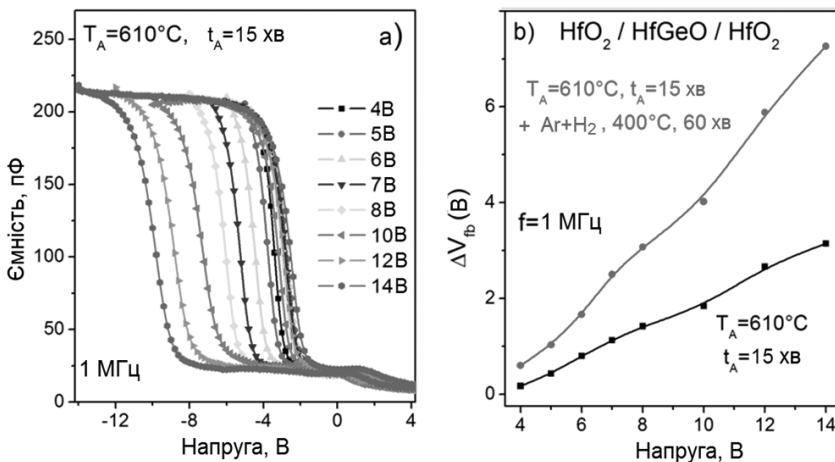 T_A=610°C, t_A=15 хв
a)
250
200
150
100
50
0
Ємність, пФ
4В
5В
6В
7В
8В
10В
12В
14В
1 МГц
-12 -8 -4 0 4
Напруга, В
b)
HfO₂ / HfGeO / HfO₂
T_A=610°C, t_A=15 хв
+ Ar+H₂ , 400°C, 60 хв
f=1 МГц
T_A=610°C
t_A=15 хв
6
4
2
0
ΔV_fb (В)
4 6 8 10 12 14
Напруга, В